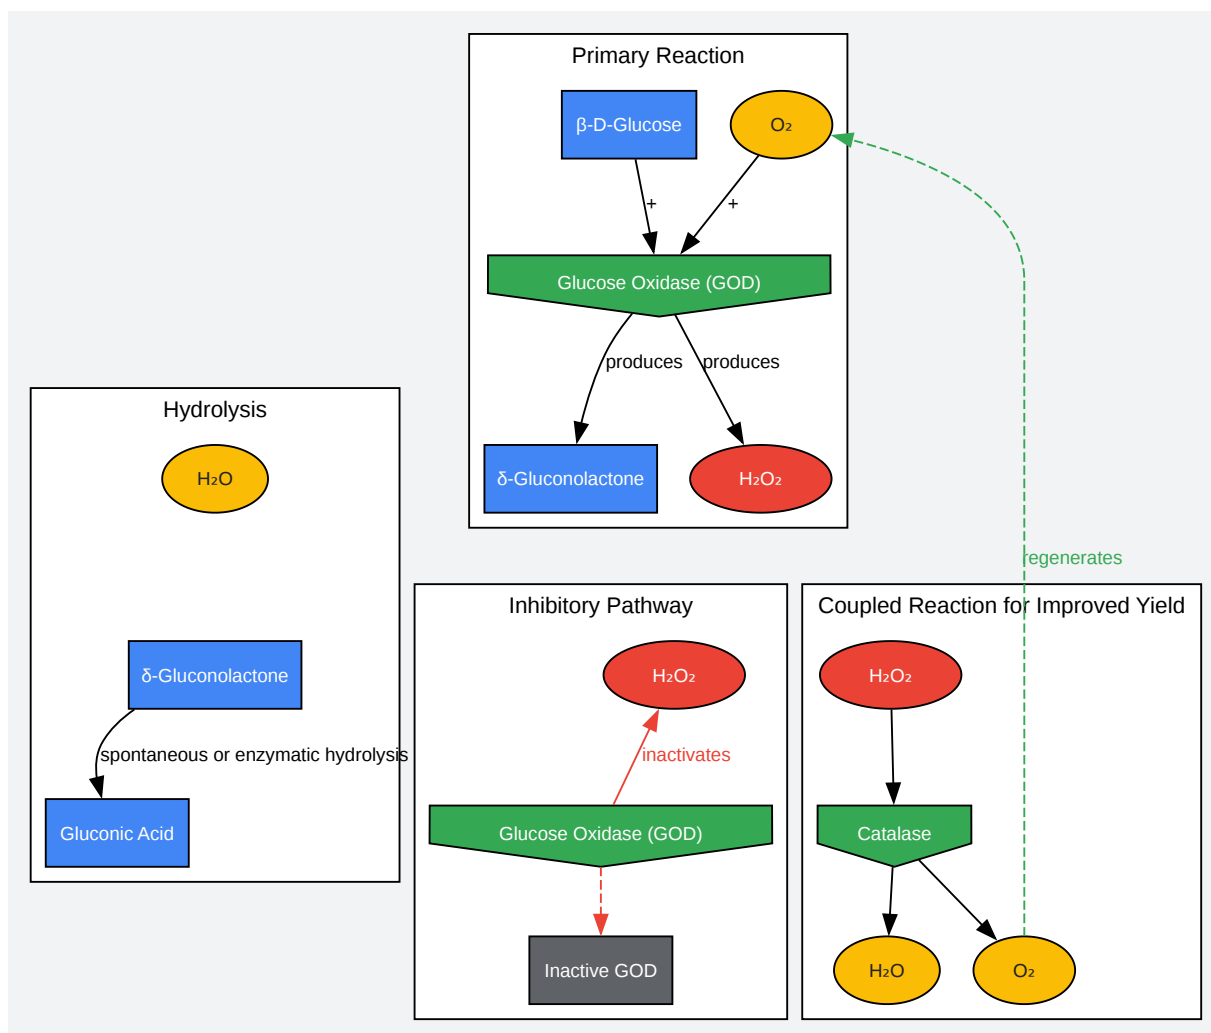 Primary Reaction
β-D-Glucose
O₂
+
+
Glucose Oxidase (GOD)
produces
produces
δ-Gluconolactone
H₂O₂
Hydrolysis
H₂O
δ-Gluconolactone
spontaneous or enzymatic hydrolysis
Gluconic Acid
Inhibitory Pathway
H₂O₂
inactivates
Glucose Oxidase (GOD)
Inactive GOD
regenerates
Coupled Reaction for Improved Yield
H₂O₂
Catalase
H₂O
O₂